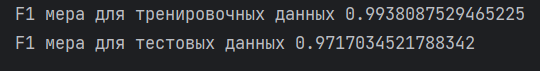 F1 мера для тренировочных данных 0.9938087529465225
F1 мера для тестовых данных 0.9717034521788342